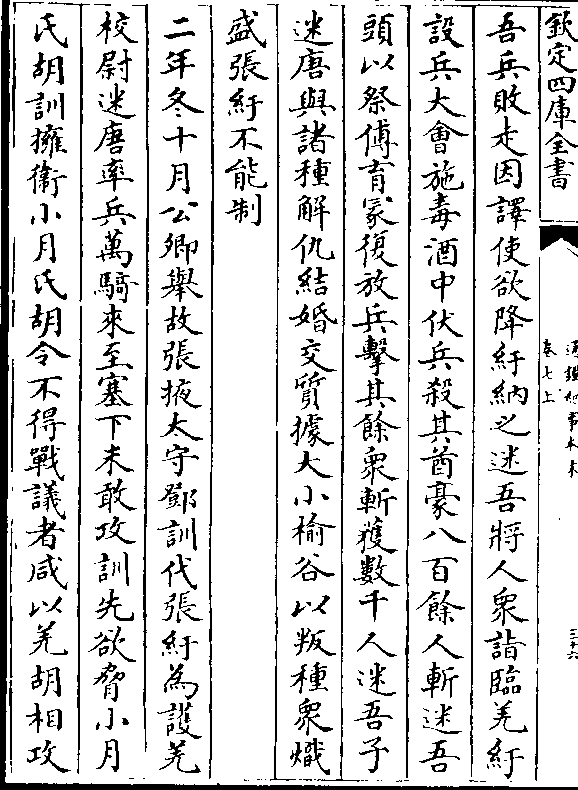 欽定四庫全書
通鑑紀事本末
卷七上
三十六
吾兵敗走因譯使欲降紆納之迷吾將人衆詣臨羌紆
設兵大會施毒酒中伏兵殺其酋豪八百餘人斬迷吾
頭以祭傅育冢復放兵擊其餘衆斬獲數千人迷吾子
迷唐與諸種解仇結婚交質據大小榆谷以叛種衆熾
盛張紆不能制
二年冬十月公卿舉故張掖太守鄧訓代張紆為護羌
校尉迷唐率兵萬騎來至塞下未敢攻訓先欲脅小月
氏胡訓擁衞小月氏胡令不得戰議者咸以羌胡相攻